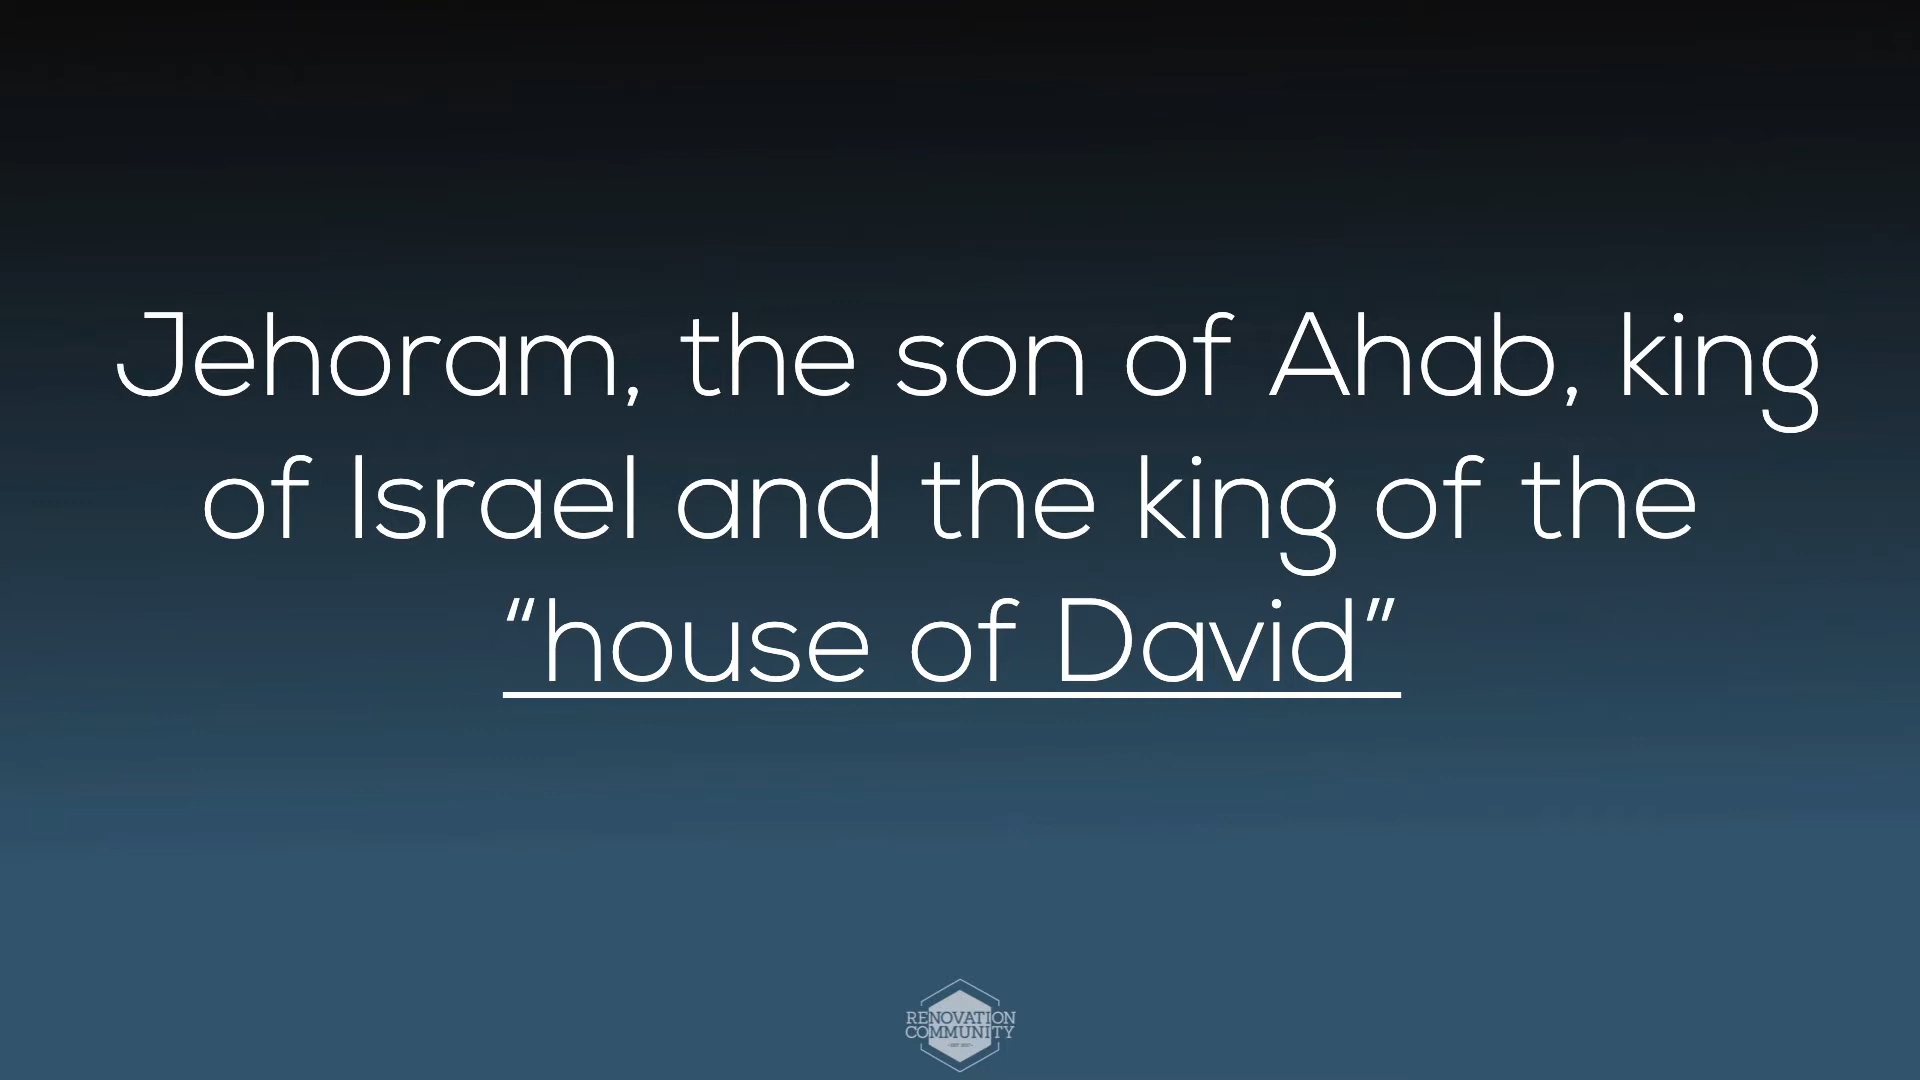 Jehoram, the son of Ahab, king
of Israel and the king of the
“house of David”
RENOVATION
COMMUNITY